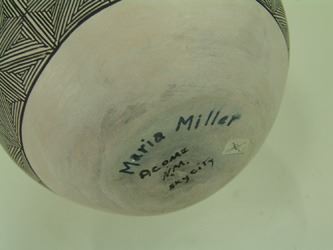 Maria Miller
Acoma
N.M.
sky city